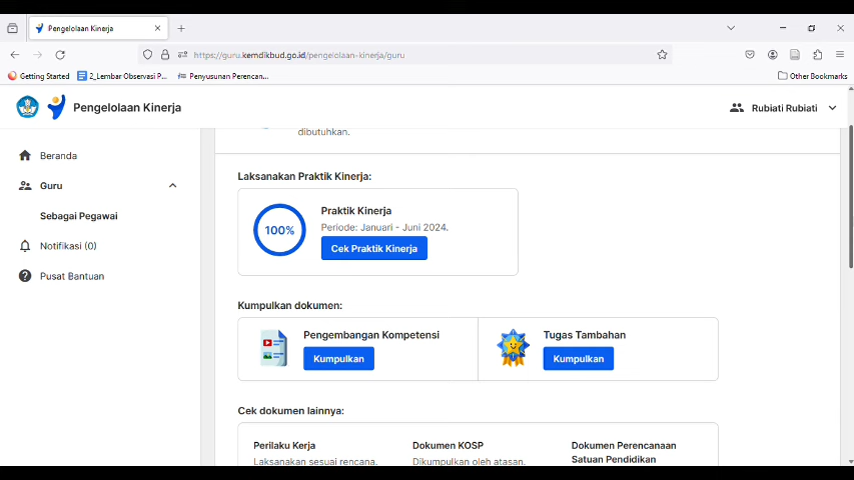 Pengelolaan Kinerja
https://guru.kemdikbud.go.id/pengelolaan-kinerja/guru
Getting Started
2_Lembar Observasi P...
Penyusunan Perencan...
Other Bookmarks
Pengelolaan Kinerja
Rubiati Rubiati
dibutuhkan.
Beranda
Guru
Sebagai Pegawai
Notifikasi (0)
Pusat Bantuan
Laksanakan Praktik Kinerja:
100%
Praktik Kinerja
Periode: Januari - Juni 2024.
Cek Praktik Kinerja
Kumpulkan dokumen:
Pengembangan Kompetensi
Kumpulkan
Tugas Tambahan
Kumpulkan
Cek dokumen lainnya:
Perilaku Kerja
Laksanakan sesuai rencana.
Dokumen KOSP
Dikumpulkan oleh atasan.
Dokumen Perencanaan
Satuan Pendidikan